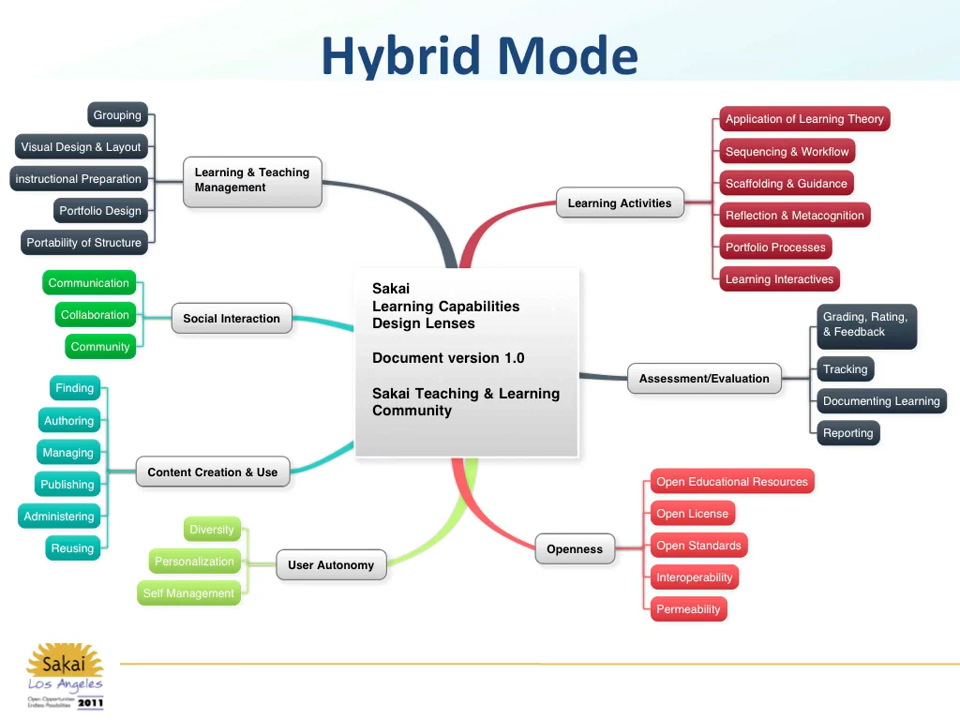 Hybrid Mode
Grouping
Visual Design & Layout
instructional Preparation
Portfolio Design
Portability of Structure
Learning & Teaching
Management
Communication
Collaboration
Community
Social Interaction
Finding
Authoring
Managing
Publishing
Administering
Reusing
Content Creation & Use
Diversity
Personalization
Self Management
User Autonomy
Sakai
Learning Capabilities
Design Lenses
Document version 1.0
Sakai Teaching & Learning
Community
Learning Activities
Application of Learning Theory
Sequencing & Workflow
Scaffolding & Guidance
Reflection & Metacognition
Portfolio Processes
Learning Interactives
Assessment/Evaluation
Grading, Rating,
& Feedback
Tracking
Documenting Learning
Reporting
Openness
Open Educational Resources
Open License
Open Standards
Interoperability
Permeability
Sakai
Los Angeles
Open Opportunities
Endless Possibilities
2011